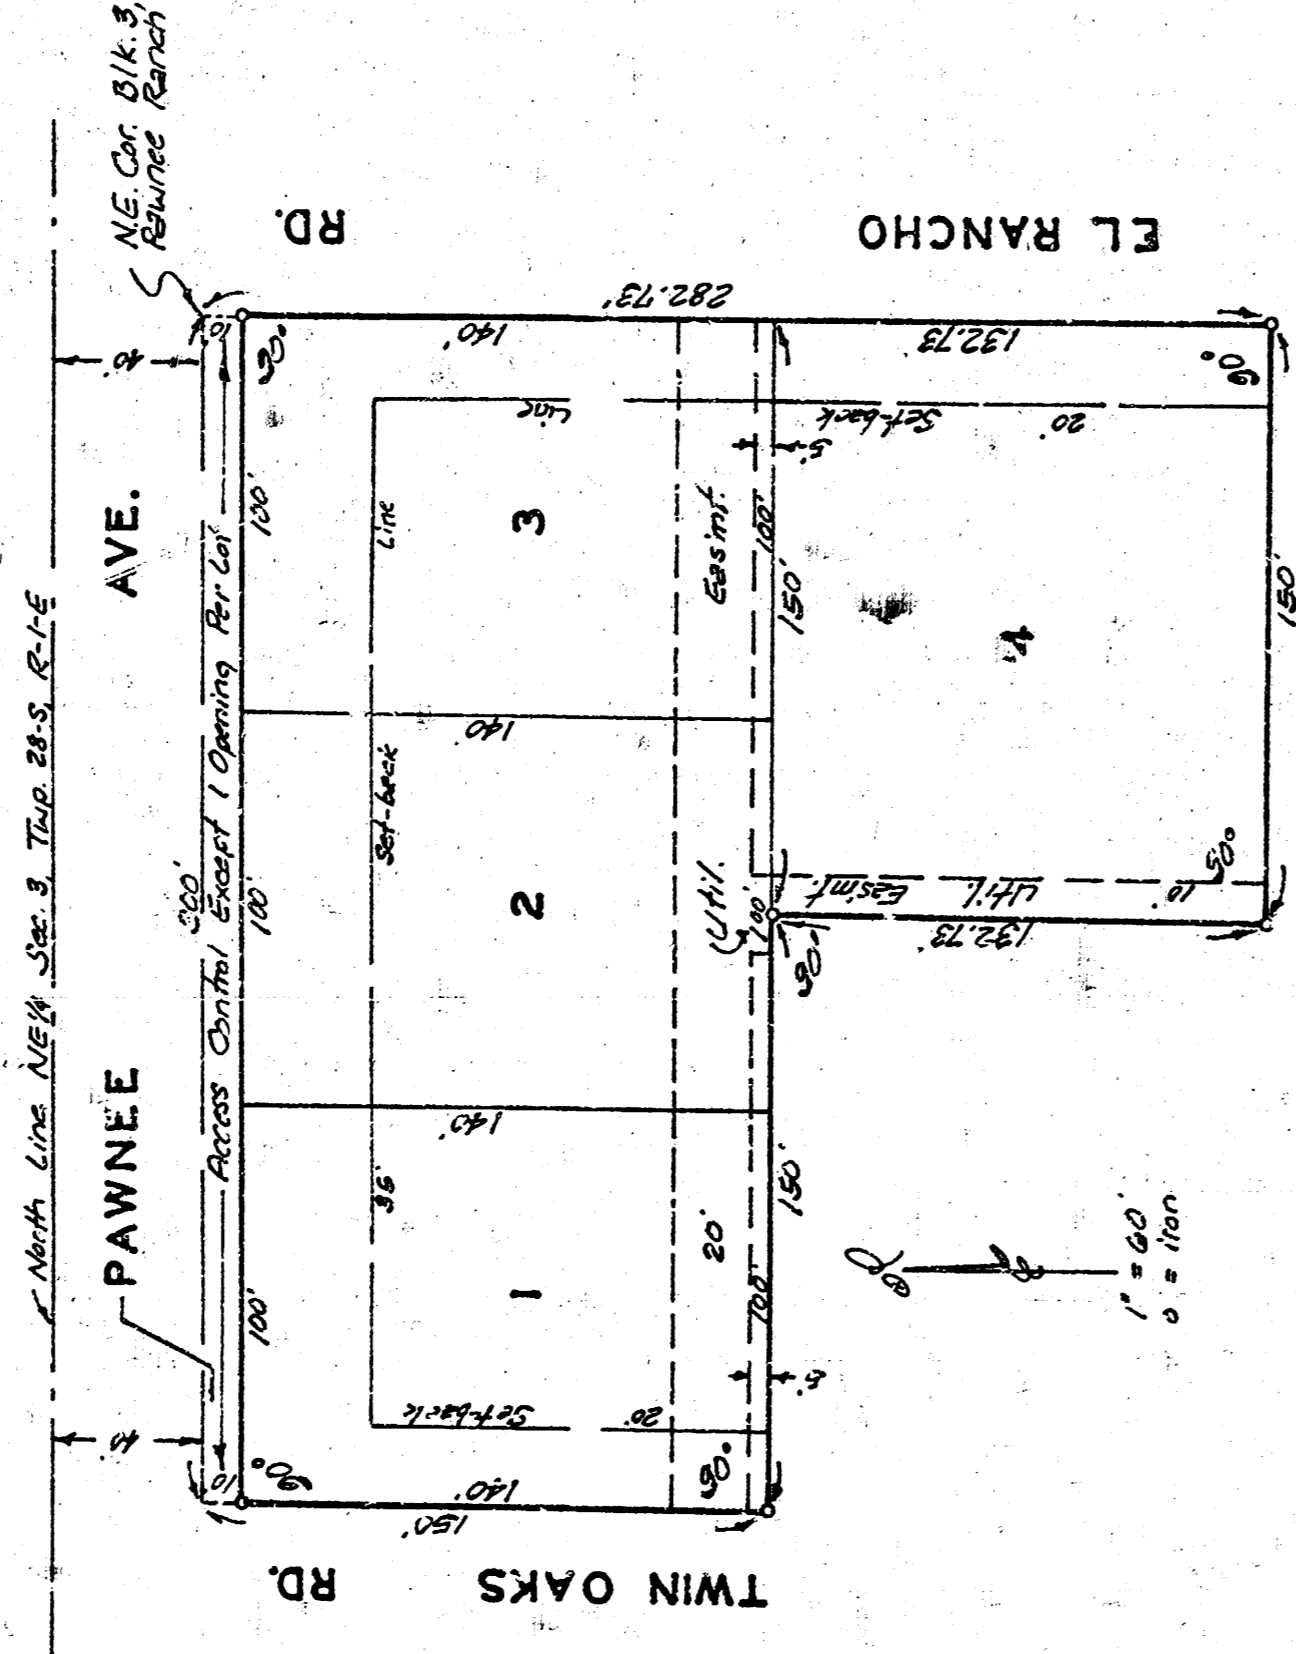 North Line NE¼ Sec. 3, Twp. 28-S, R-1-E
N.E. Cor. Blk. 3,
Pawnee Ranch
PAWNEE AVE.
40'
40'
300'
Access Control Except 1 Opening Per Lot
10'
10'
90°
90°
100'
100'
100'
TWIN OAKS RD.
EL RANCHO RD.
150'
140'
140'
140'
140'
282.73'
35' Set-back Line
Set-back
20'
Line
1
2
3
20'
(Util.
Easmt.
90°
100'
100'
100'
5'
5'
150'
150'
90°
132.73'
132.73'
Set-back
20'
Util. Easmt.
10'
4
90°
90°
150'
1" = 60'
o = iron